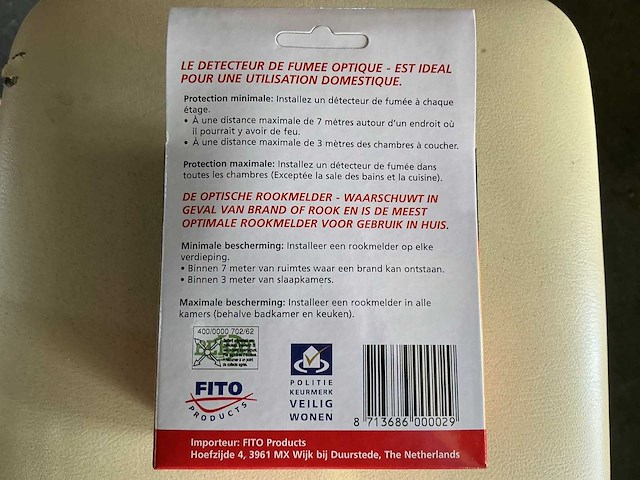 LE DETECTEUR DE FUMEE OPTIQUE - EST IDEAL
POUR UNE UTILISATION DOMESTIQUE.
Protection minimale: Installez un détecteur de fumée à chaque
étage.
• À une distance maximale de 7 mètres autour d'un endroit où
il pourrait y avoir de feu.
• À une distance maximale de 3 mètres des chambres à coucher.
Protection maximale: Installez un détecteur de fumée dans
toutes les chambres (Exceptée la sale des bains et la cuisine).
DE OPTISCHE ROOKMELDER - WAARSCHUWT IN
GEVAL VAN BRAND OF ROOK EN IS DE MEEST
OPTIMALE ROOKMELDER VOOR GEBRUIK IN HUIS.
Minimale bescherming: Installeer een rookmelder op elke
verdieping.
• Binnen 7 meter van ruimtes waar een brand kan ontstaan.
• Binnen 3 meter van slaapkamers.
Maximale bescherming: Installeer een rookmelder in alle
kamers (behalve badkamer en keuken).
400/0000 702/62
FITO
PRODUCTS
POLITIE
KEURMERK
VEILIG
WONEN
8 713686 000029
Importeur: FITO Products
Hoefzijde 4, 3961 MX Wijk bij Duurstede, The Netherlands